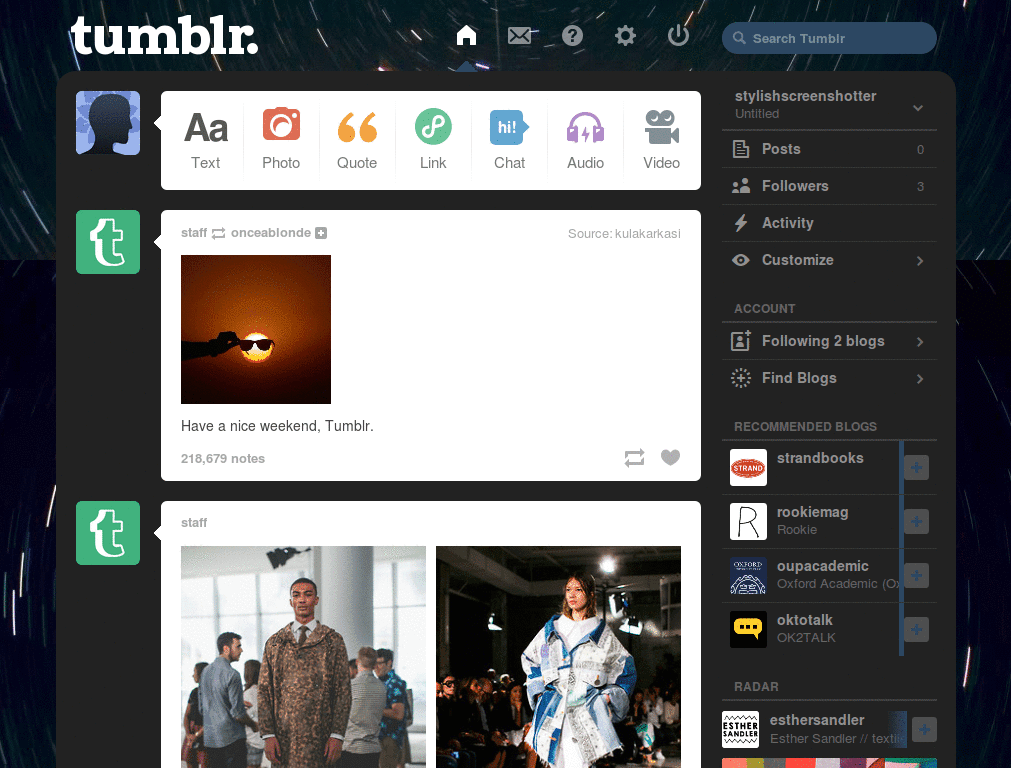 tumblr.
Search Tumblr
Aa
Text
Photo
Quote
Link
hi!
Chat
Audio
Video
t
staff onceablonde
Source: kulakarkasi
Have a nice weekend, Tumblr.
218,679 notes
t
staff
stylishscreenshotter
Untitled
Posts 0
Followers 3
Activity
Customize
ACCOUNT
Following 2 blogs
Find Blogs
RECOMMENDED BLOGS
STRAND
strandbooks
R
rookiemag
Rookie
OXFORD
oupacademic
Oxford Academic (Ox
oktotalk
OK2TALK
RADAR
ESTHER
SANDLER
esthersandler
Esther Sandler // textile